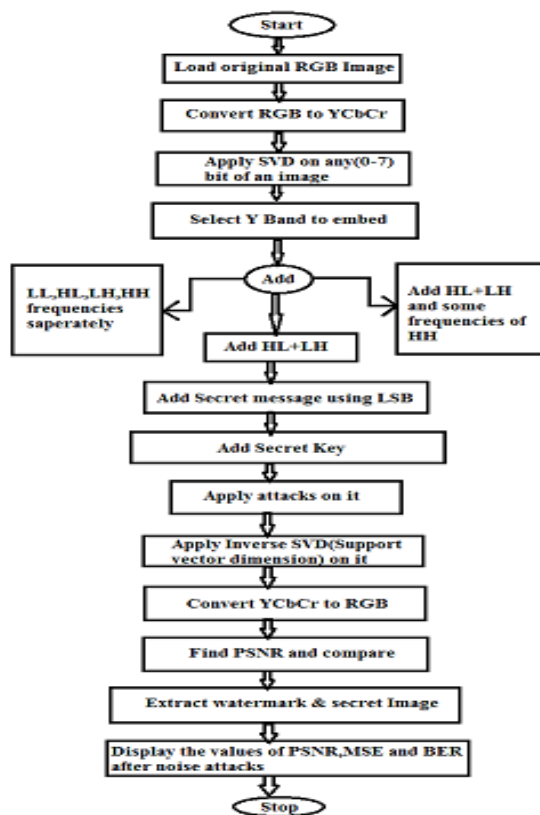 Start
Load original RGB Image
Convert RGB to YCbCr
Apply SVD on any(0-7)
bit of an image
Select Y Band to embed
Add
LL,HL,LH,HH
frequencies
saperately
Add HL+LH
and some
frequencies of
HH
Add HL+LH
Add Secret message using LSB
Add Secret Key
Apply attacks on it
Apply Inverse SVD(Support
vector dimension) on it
Convert YCbCr to RGB
Find PSNR and compare
Extract watermark & secret Image
Display the values of PSNR,MSE and BER
after noise attacks
Stop